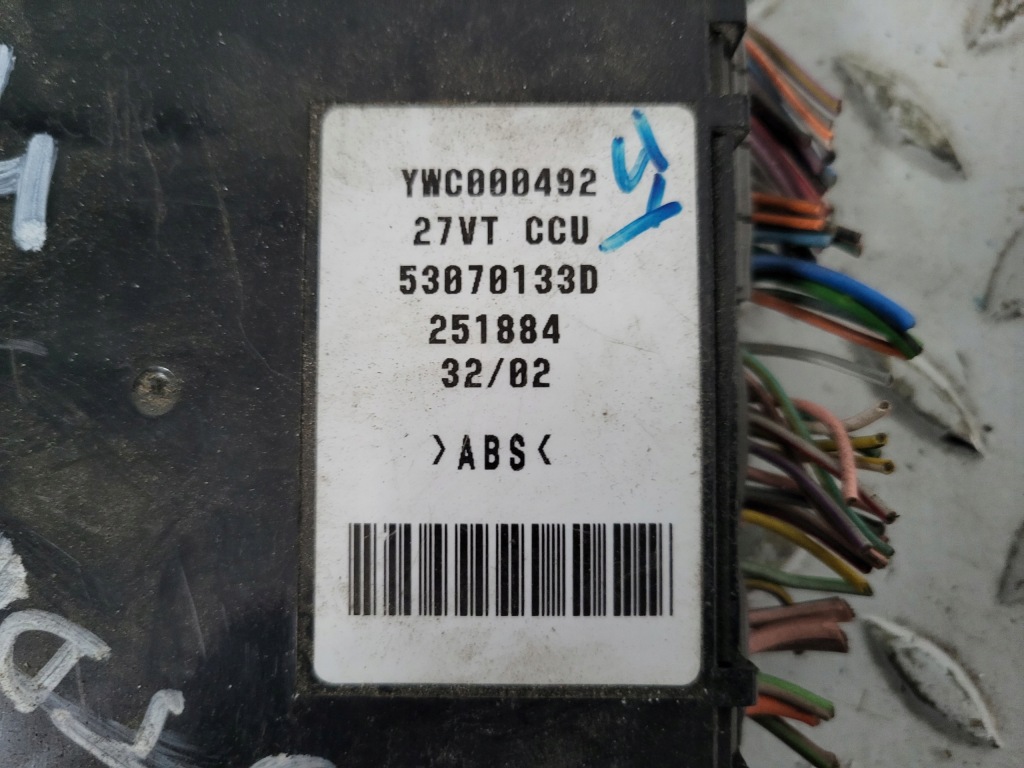 YWC000492
27VT CCU
53070133D
251884
32/02
>ABS<